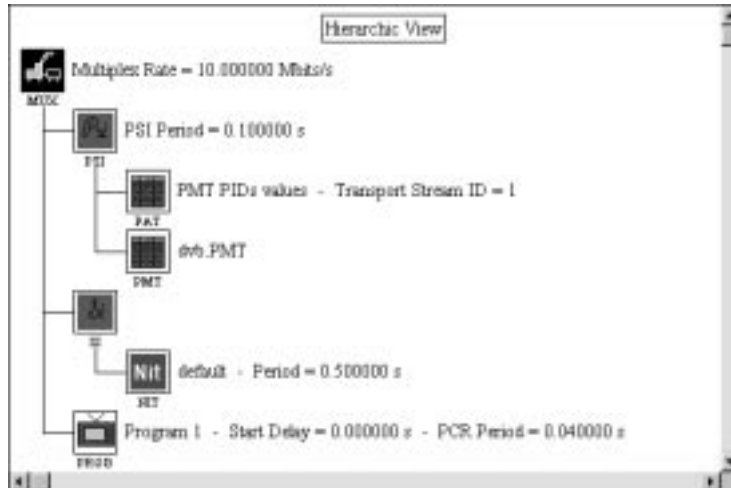 Hierarchic View
Multiplex Rate = 10.000000 Mbits/s
MUX
PSI Period = 0.100000 s
PSI
PMT PIDs values - Transport Stream ID = 1
PAT
dvb.PMT
PMT
SI
Nit default - Period = 0.500000 s
NIT
Program 1 - Start Delay = 0.000000 s - PCR Period = 0.040000 s
PROG